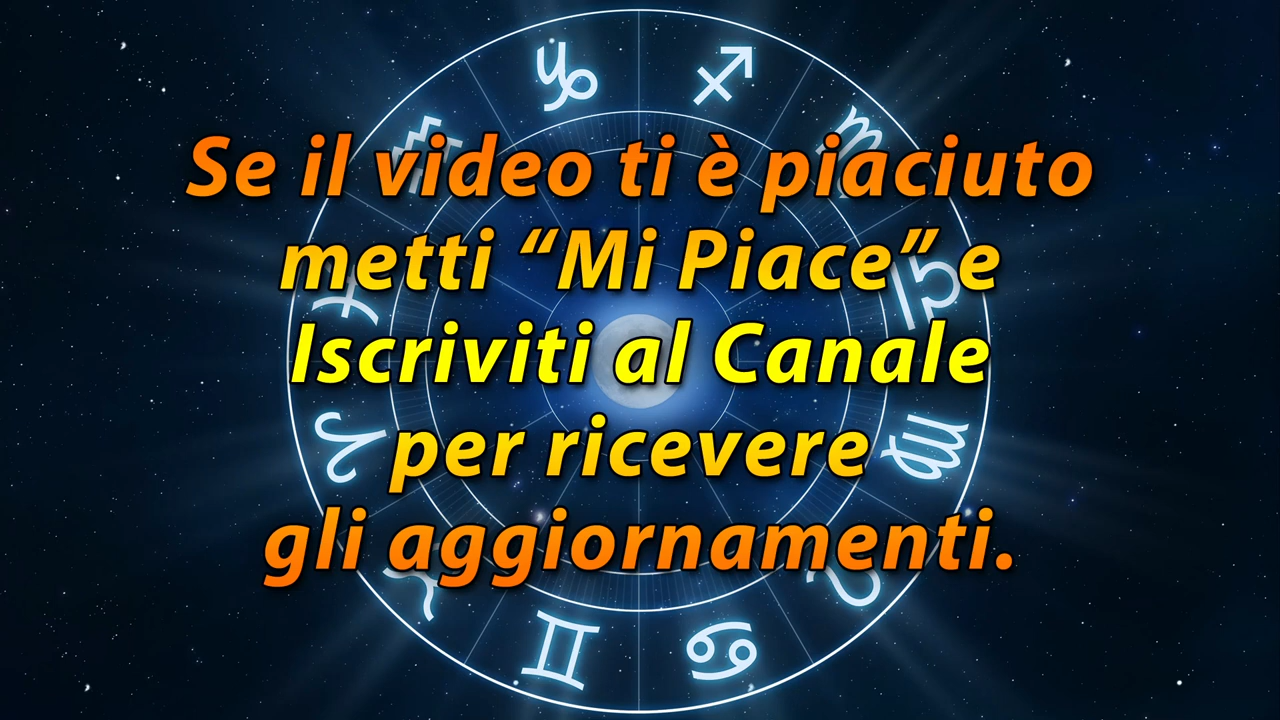 Se il video ti è piaciuto
metti “Mi Piace” e
Iscriviti al Canale
per ricevere
gli aggiornamenti.